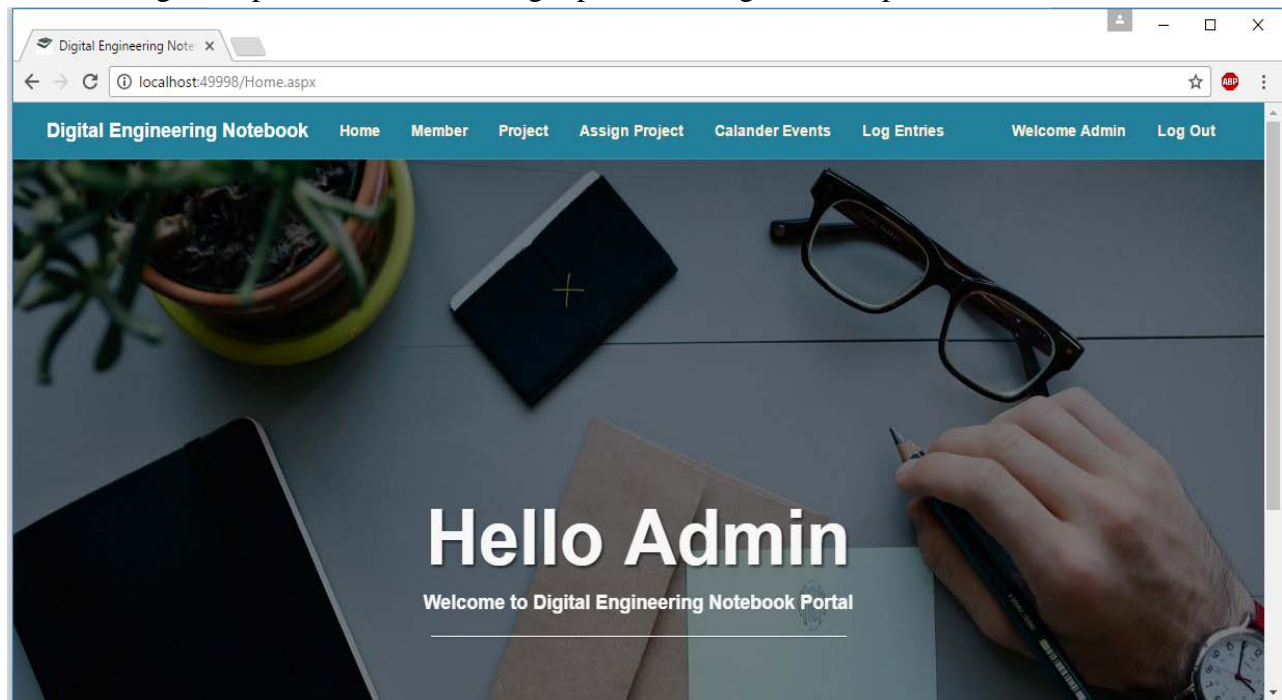 Digital Engineering Note
localhost:49998/Home.aspx
ABP
Digital Engineering Notebook Home Member Project Assign Project Calander Events Log Entries Welcome Admin Log Out
Hello Admin
Welcome to Digital Engineering Notebook Portal